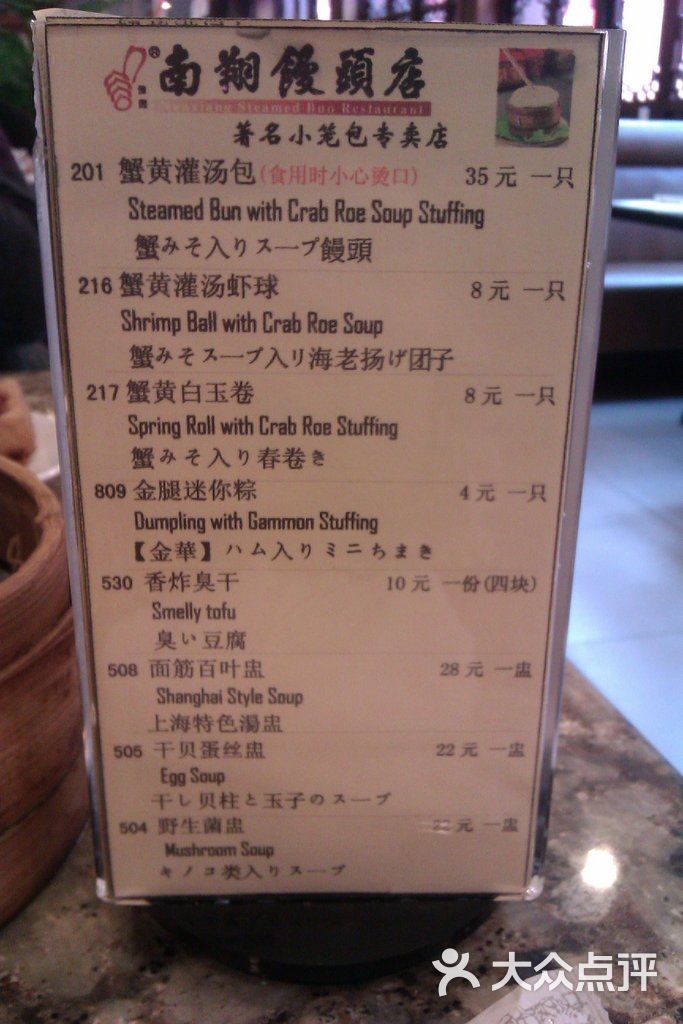 ® 南翔饅頭店
Nanxiang Steamed Bun Restaurant
著名小笼包专卖店
201 蟹黄灌汤包(食用时小心烫口) 35元 一只
Steamed Bun with Crab Roe Soup Stuffing
蟹みそ入りスープ饅頭
216 蟹黄灌汤虾球 8元 一只
Shrimp Ball with Crab Roe Soup
蟹みそスープ入り海老揚げ团子
217 蟹黄白玉卷 8元 一只
Spring Roll with Crab Roe Stuffing
蟹みそ入り春巻き
809 金腿迷你粽 4元 一只
Dumpling with Gammon Stuffing
【金華】ハム入りミニちまき
530 香炸臭干 10元 一份(四块)
Smelly tofu
臭い豆腐
508 面筋百叶盅 28元 一盅
Shanghai Style Soup
上海特色湯盅
505 干贝蛋丝盅 22元 一盅
Egg Soup
干し贝柱と玉子のスープ
504 野生菌盅 22元 一盅
Mushroom Soup
キノコ类入りスープ
大众点评